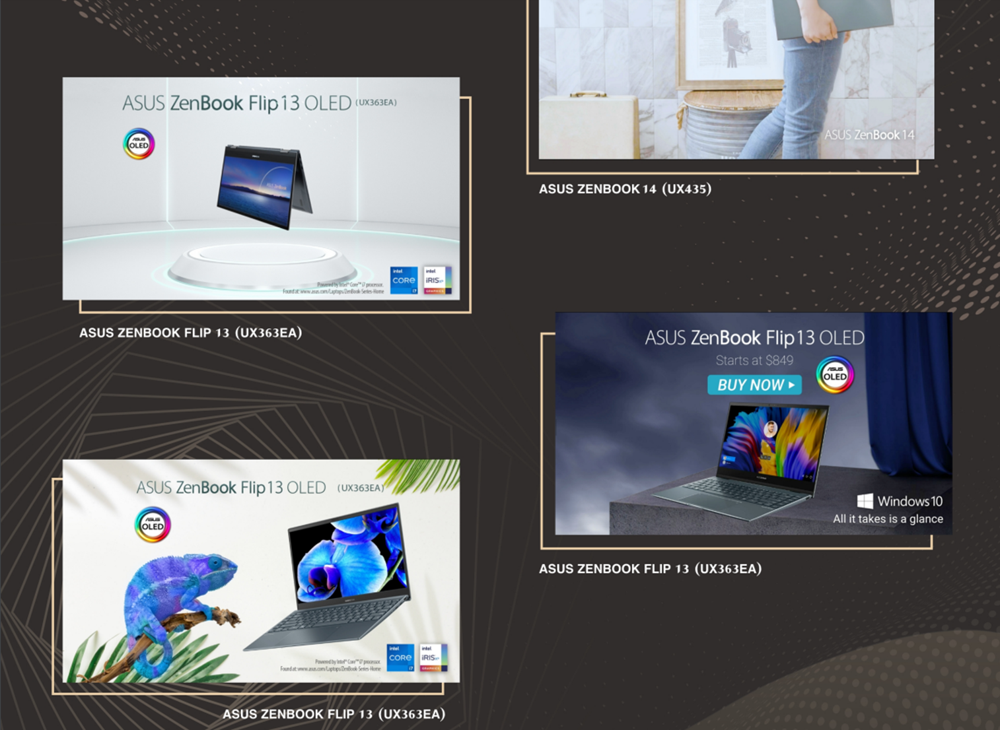 ASUS ZenBook Flip 13 OLED (UX363EA)
ASUS
OLED
ASUS ZenBook
intel
CORE
i7
intel
iRIS xe
GRAPHICS
Powered by Intel® Core™ i7 processor.
Found at: www.asus.com/Laptops/ZenBook-Series-Home
ASUS ZENBOOK FLIP 13 (UX363EA)
ASUS ZenBook Flip 13 OLED (UX363EA)
ASUS
OLED
intel
CORE
i7
intel
iRIS xe
GRAPHICS
Powered by Intel® Core™ i7 processor.
Found at: www.asus.com/Laptops/ZenBook-Series-Home
ASUS ZENBOOK FLIP 13 (UX363EA)
ASUS ZenBook 14
ASUS ZENBOOK 14 (UX435)
ASUS ZenBook Flip 13 OLED
Starts at $849
BUY NOW
ASUS
OLED
Windows 10
All it takes is a glance
ASUS ZENBOOK FLIP 13 (UX363EA)